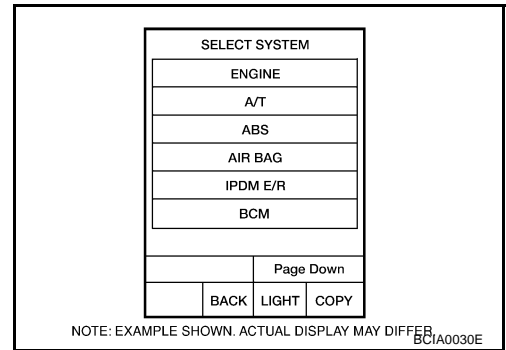 SELECT SYSTEM
ENGINE
A/T
ABS
AIR BAG
IPDM E/R
BCM
Page Down
BACK LIGHT COPY
NOTE: EXAMPLE SHOWN. ACTUAL DISPLAY MAY DIFFER.
BCIA0030E